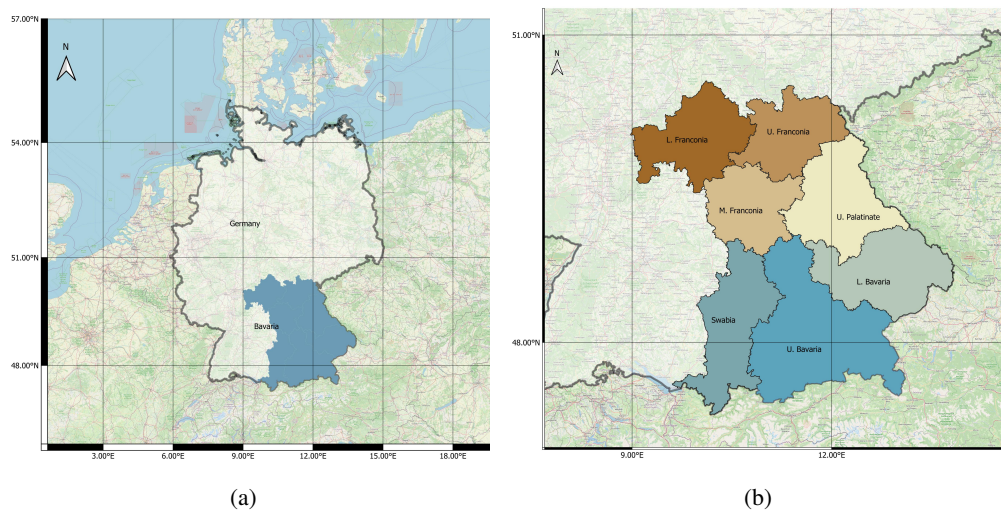 57.00°N
N
54.00°N
Germany
51.00°N
Bavaria
48.00°N
3.00°E
6.00°E
9.00°E
12.00°E
15.00°E
18.00°E
(a)
51.00°N
N
L. Franconia
U. Franconia
M. Franconia
U. Palatinate
L. Bavaria
Swabia
U. Bavaria
48.00°N
9.00°E
12.00°E
(b)